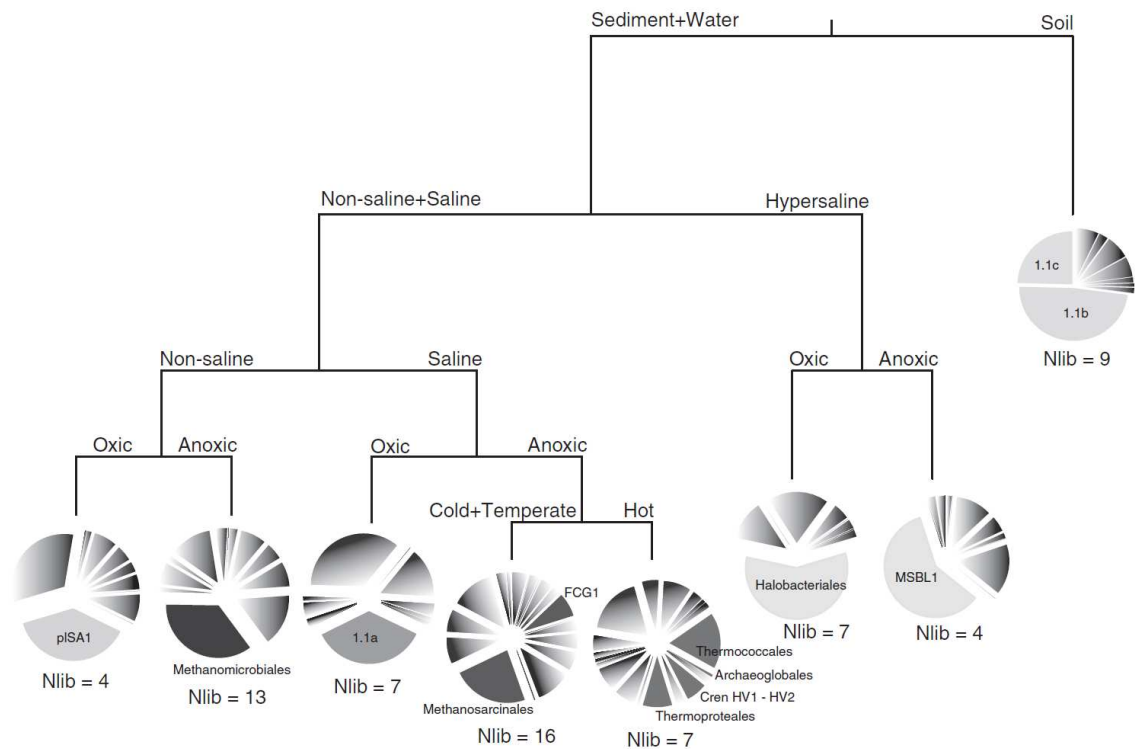 Sediment+Water
Soil
Non-saline+Saline
Hypersaline
1.1c
1.1b
Nlib = 9
Non-saline
Saline
Oxic
Anoxic
Oxic
Anoxic
Oxic
Anoxic
Cold+Temperate
Hot
plSA1
Nlib = 4
Methanomicrobiales
Nlib = 13
1.1a
Nlib = 7
FCG1
Methanosarcinales
Nlib = 16
Thermococcales
Archaeoglobales
Cren HV1 - HV2
Thermoproteales
Nlib = 7
Halobacteriales
Nlib = 7
MSBL1
Nlib = 4